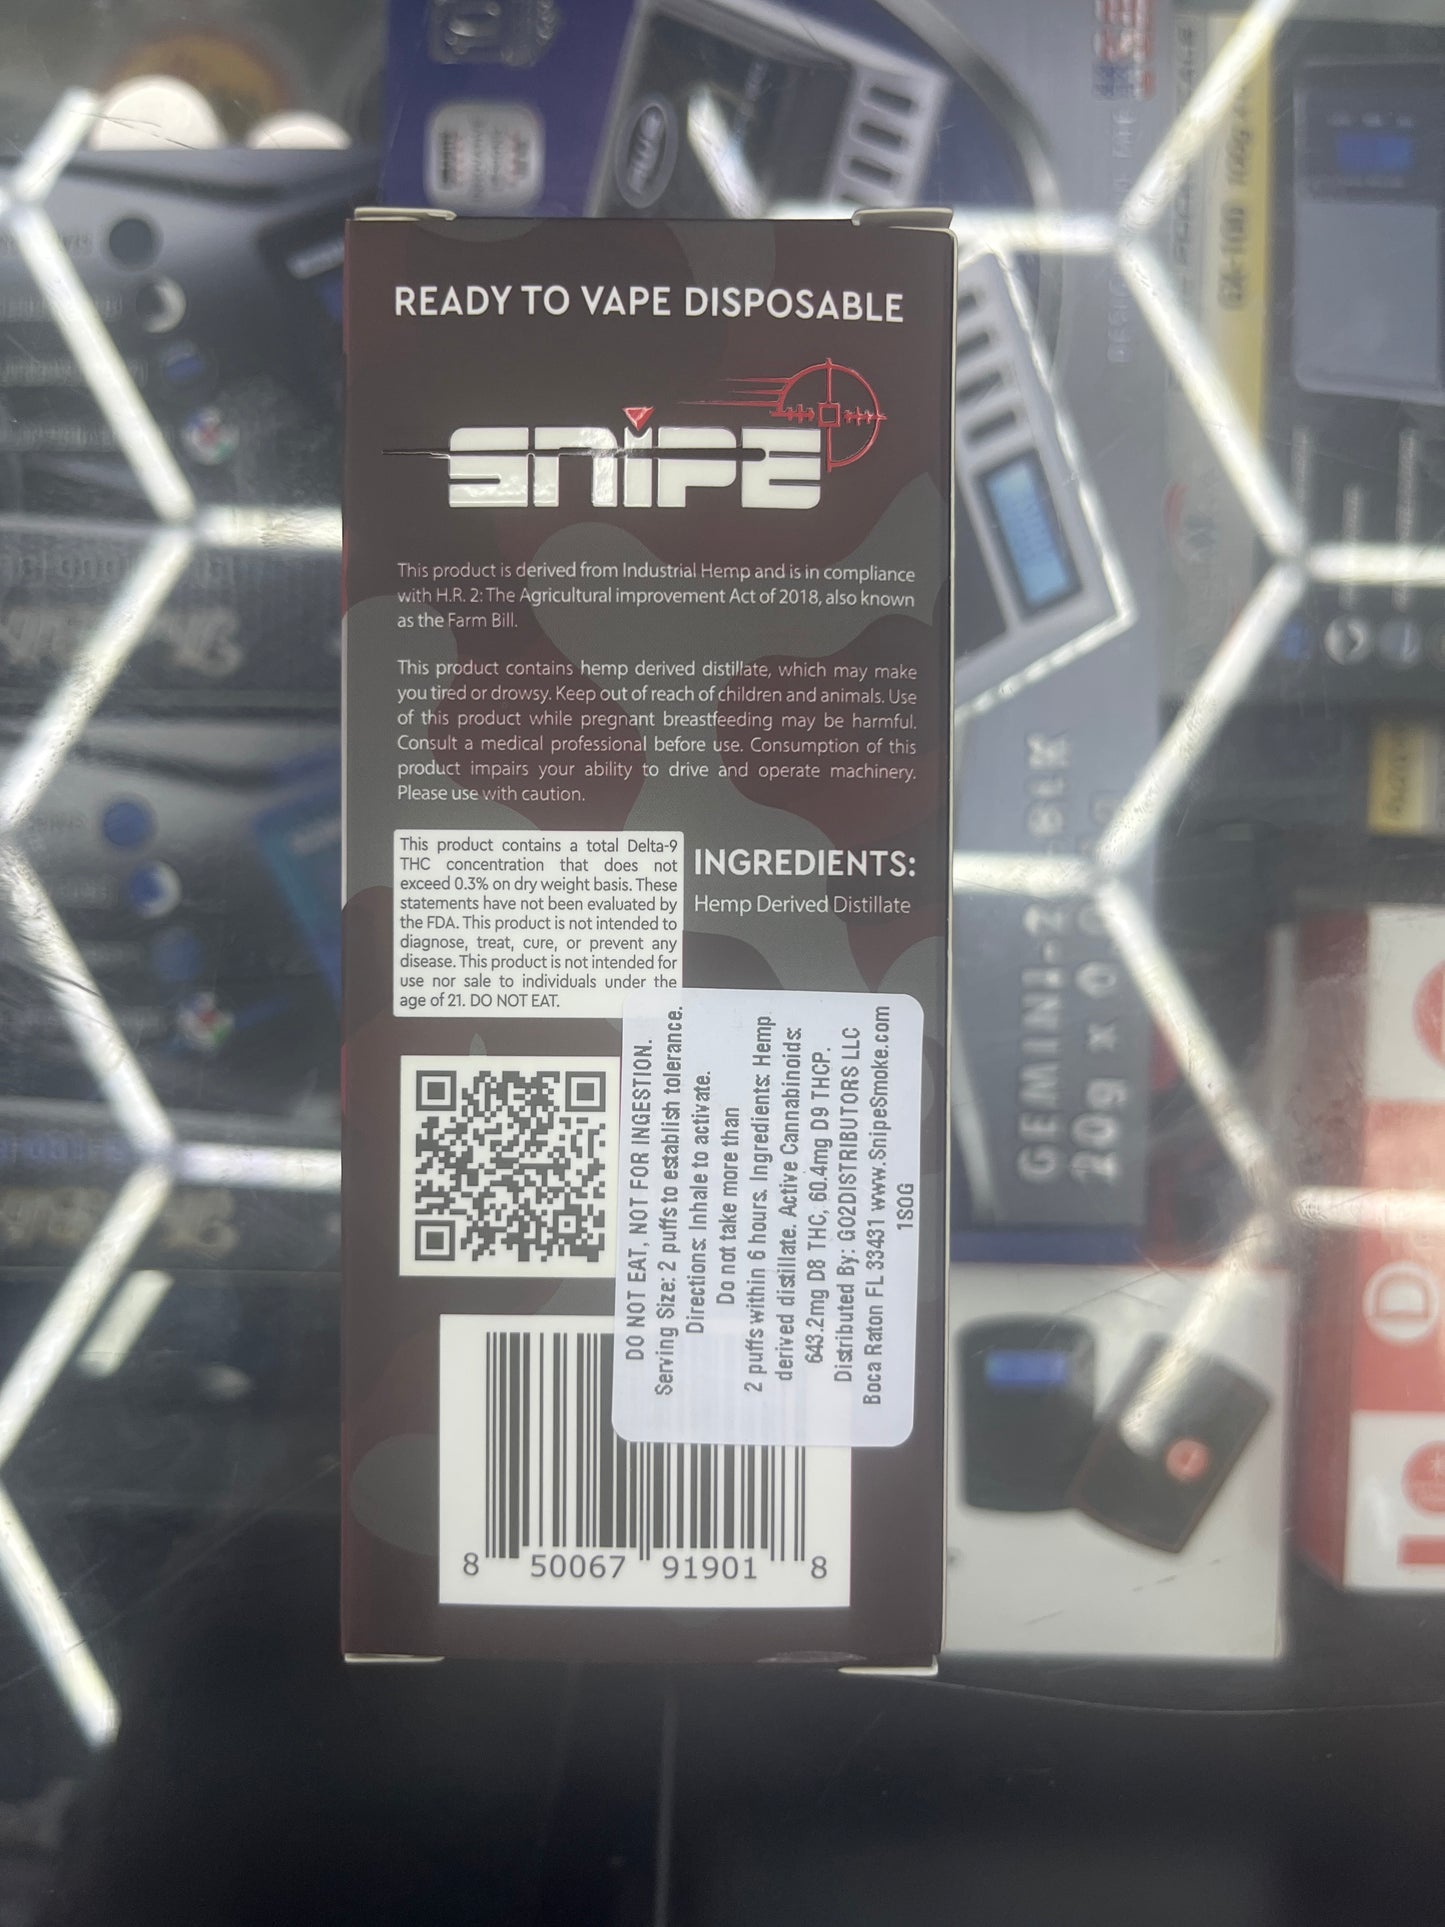 READY TO VAPE DISPOSABLE
SNIPE
This product is derived from Industrial Hemp and is in compliance
with H.R. 2: The Agricultural improvement Act of 2018, also known
as the Farm Bill.
This product contains hemp derived distillate, which may make
you tired or drowsy. Keep out of reach of children and animals. Use
of this product while pregnant breastfeeding may be harmful.
Consult a medical professional before use. Consumption of this
product impairs your ability to drive and operate machinery.
Please use with caution.
This product contains a total Delta-9
THC concentration that does not
exceed 0.3% on dry weight basis. These
statements have not been evaluated by
the FDA. This product is not intended to
diagnose, treat, cure, or prevent any
disease. This product is not intended for
use nor sale to individuals under the
age of 21. DO NOT EAT.
INGREDIENTS:
Hemp Derived Distillate
DO NOT EAT, NOT FOR INGESTION.
Serving Size: 2 puffs to establish tolerance.
Directions: Inhale to activate.
Do not take more than
2 puffs within 6 hours. Ingredients: Hemp
derived distillate. Active Cannabinoids:
643.2mg D8 THC, 60.4mg D9 THCP.
Distributed By: GO2DISTRIBUTORS LLC
Boca Raton FL 33431 www.SnipeSmoke.com
1SOG
8 50067 91901 8
GEMINI-20-BLK
20g x 0
GX-100 100g